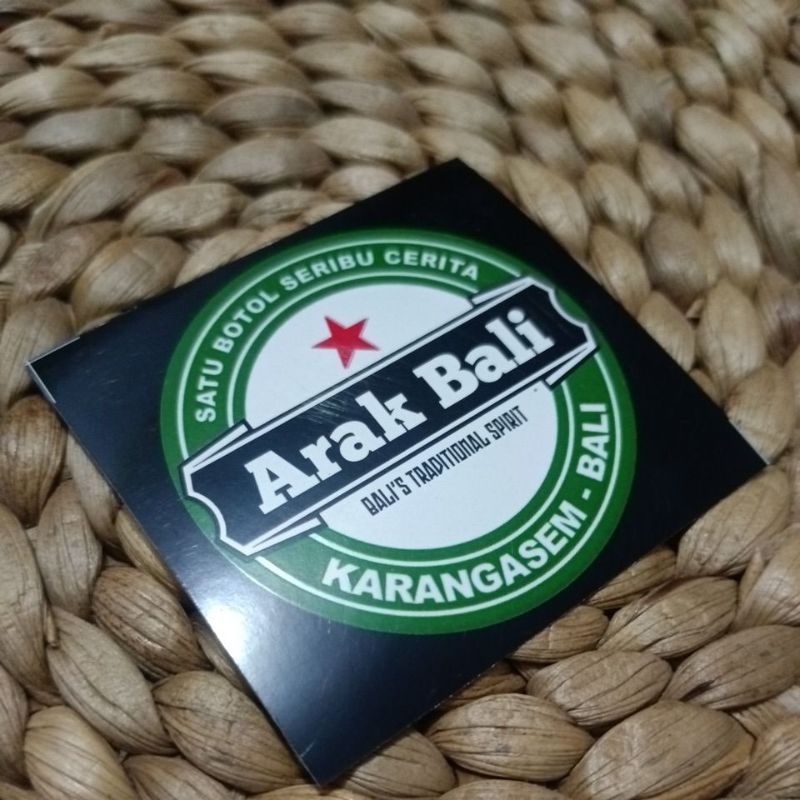 SATU BOTOL SERIBU CERITA
Arak Bali
BALI'S TRADITIONAL SPIRIT
KARANGASEM - BALI